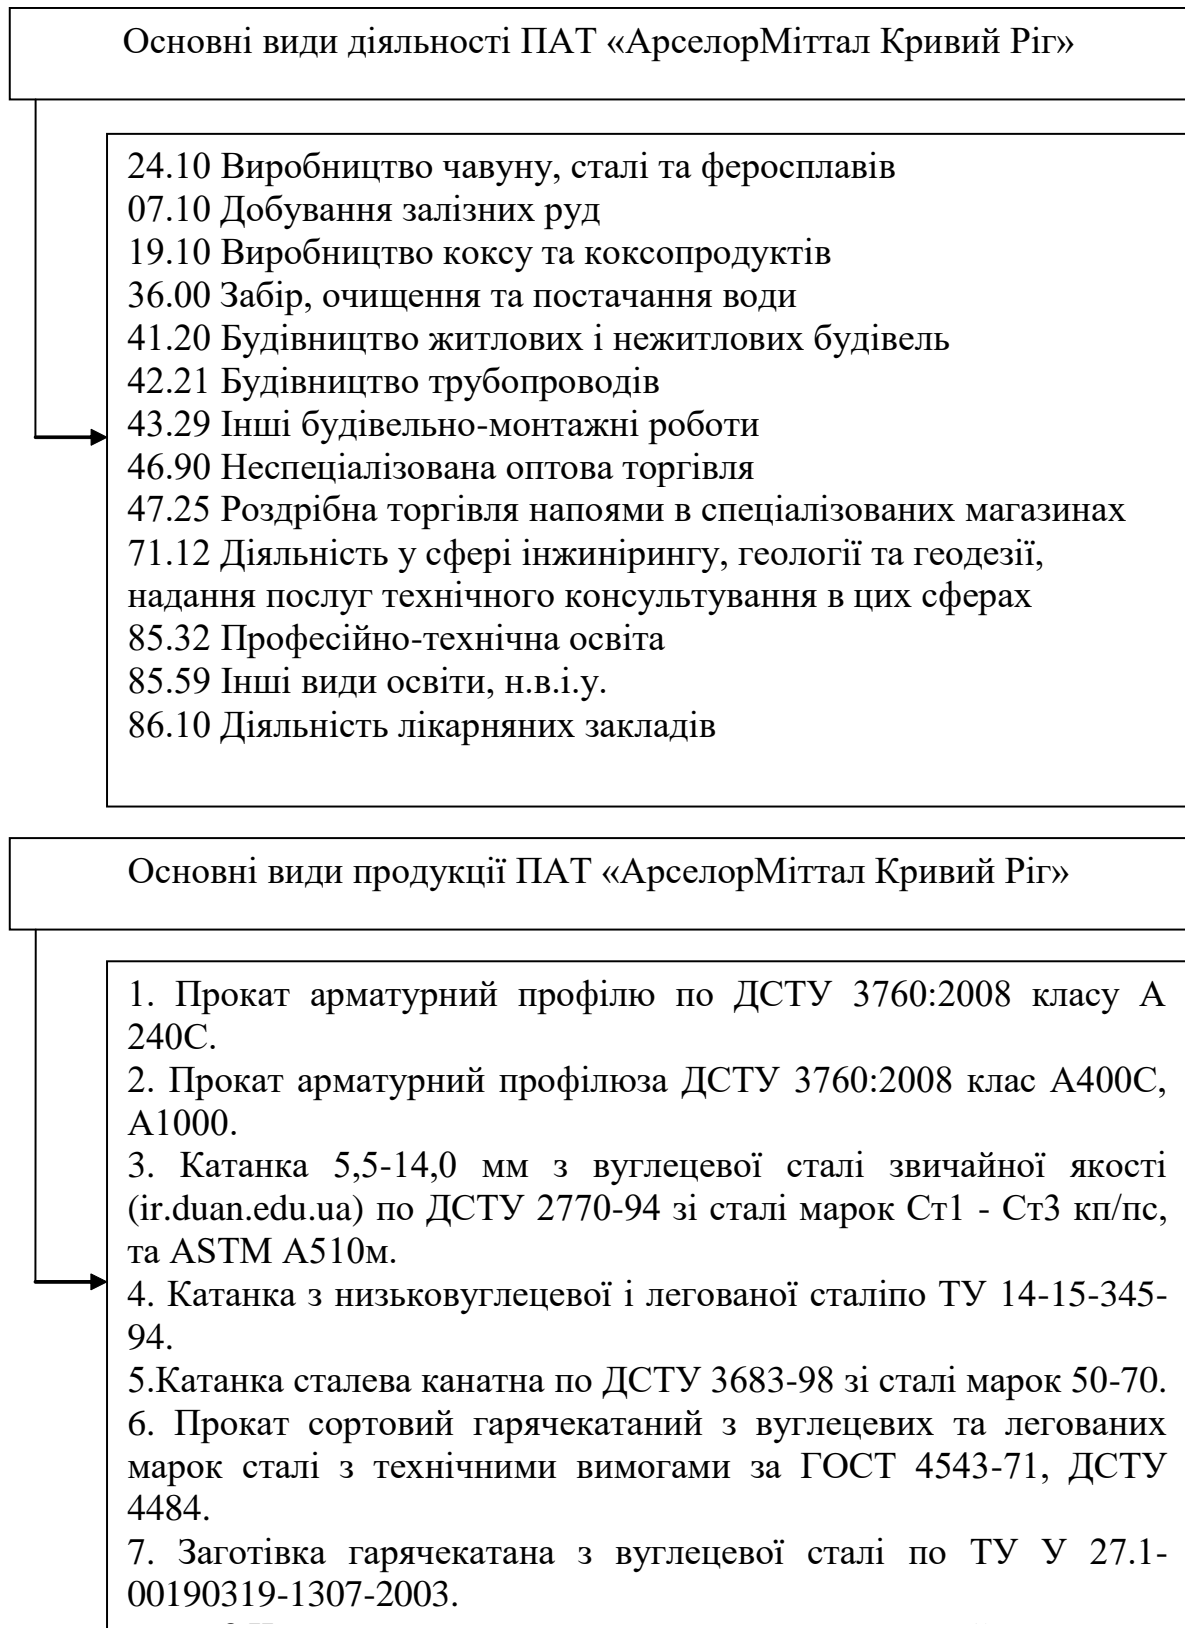 Основні види діяльності ПАТ «АрселорМіттал Кривий Ріг»
24.10 Виробництво чавуну, сталі та феросплавів
07.10 Добування залізних руд
19.10 Виробництво коксу та коксопродуктів
36.00 Забір, очищення та постачання води
41.20 Будівництво житлових і нежитлових будівель
42.21 Будівництво трубопроводів
43.29 Інші будівельно-монтажні роботи
46.90 Неспеціалізована оптова торгівля
47.25 Роздрібна торгівля напоями в спеціалізованих магазинах
71.12 Діяльність у сфері інжинірингу, геології та геодезії,
надання послуг технічного консультування в цих сферах
85.32 Професійно-технічна освіта
85.59 Інші види освіти, н.в.і.у.
86.10 Діяльність лікарняних закладів
Основні види продукції ПАТ «АрселорМіттал Кривий Ріг»
1. Прокат арматурний профілю по ДСТУ 3760:2008 класу А
240С.
2. Прокат арматурний профілюза ДСТУ 3760:2008 клас А400С,
А1000.
3. Катанка 5,5-14,0 мм з вуглецевої сталі звичайної якості
(ir.duan.edu.ua) по ДСТУ 2770-94 зі сталі марок Ст1 - Ст3 кп/пс,
та ASTM А510м.
4. Катанка з низьковуглецевої і легованої сталіпо ТУ 14-15-345-
94.
5.Катанка сталева канатна по ДСТУ 3683-98 зі сталі марок 50-70.
6. Прокат сортовий гарячекатаний з вуглецевих та легованих
марок сталі з технічними вимогами за ГОСТ 4543-71, ДСТУ
4484.
7. Заготівка гарячекатана з вуглецевої сталі по ТУ У 27.1-
00190319-1307-2003.